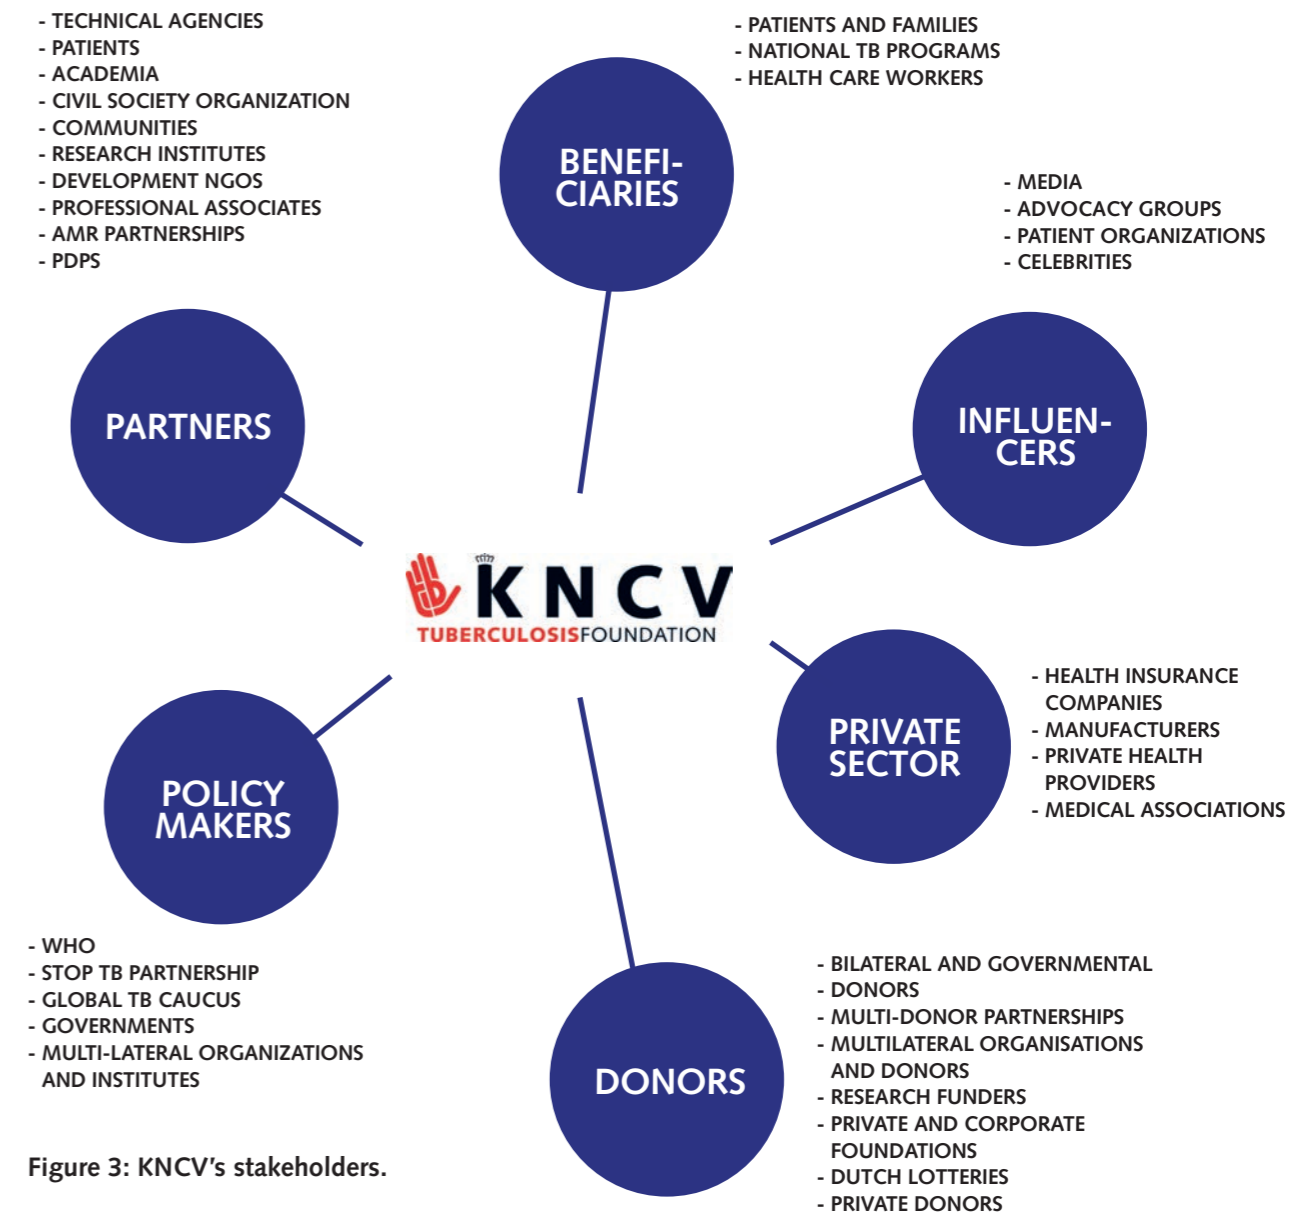 - TECHNICAL AGENCIES
- PATIENTS
- ACADEMIA
- CIVIL SOCIETY ORGANIZATION
- COMMUNITIES
- RESEARCH INSTITUTES
- DEVELOPMENT NGOS
- PROFESSIONAL ASSOCIATES
- AMR PARTNERSHIPS
- PDPS
PARTNERS
- PATIENTS AND FAMILIES
- NATIONAL TB PROGRAMS
- HEALTH CARE WORKERS
BENEFI-
CIARIES
- MEDIA
- ADVOCACY GROUPS
- PATIENT ORGANIZATIONS
- CELEBRITIES
INFLUEN-
CERS
KNCV
TUBERCULOSISFOUNDATION
PRIVATE
SECTOR
- HEALTH INSURANCE
COMPANIES
- MANUFACTURERS
- PRIVATE HEALTH
PROVIDERS
- MEDICAL ASSOCIATIONS
POLICY
MAKERS
- WHO
- STOP TB PARTNERSHIP
- GLOBAL TB CAUCUS
- GOVERNMENTS
- MULTI-LATERAL ORGANIZATIONS
AND INSTITUTES
DONORS
- BILATERAL AND GOVERNMENTAL
- DONORS
- MULTI-DONOR PARTNERSHIPS
- MULTILATERAL ORGANISATIONS
AND DONORS
- RESEARCH FUNDERS
- PRIVATE AND CORPORATE
FOUNDATIONS
- DUTCH LOTTERIES
- PRIVATE DONORS
Figure 3: KNCV's stakeholders.